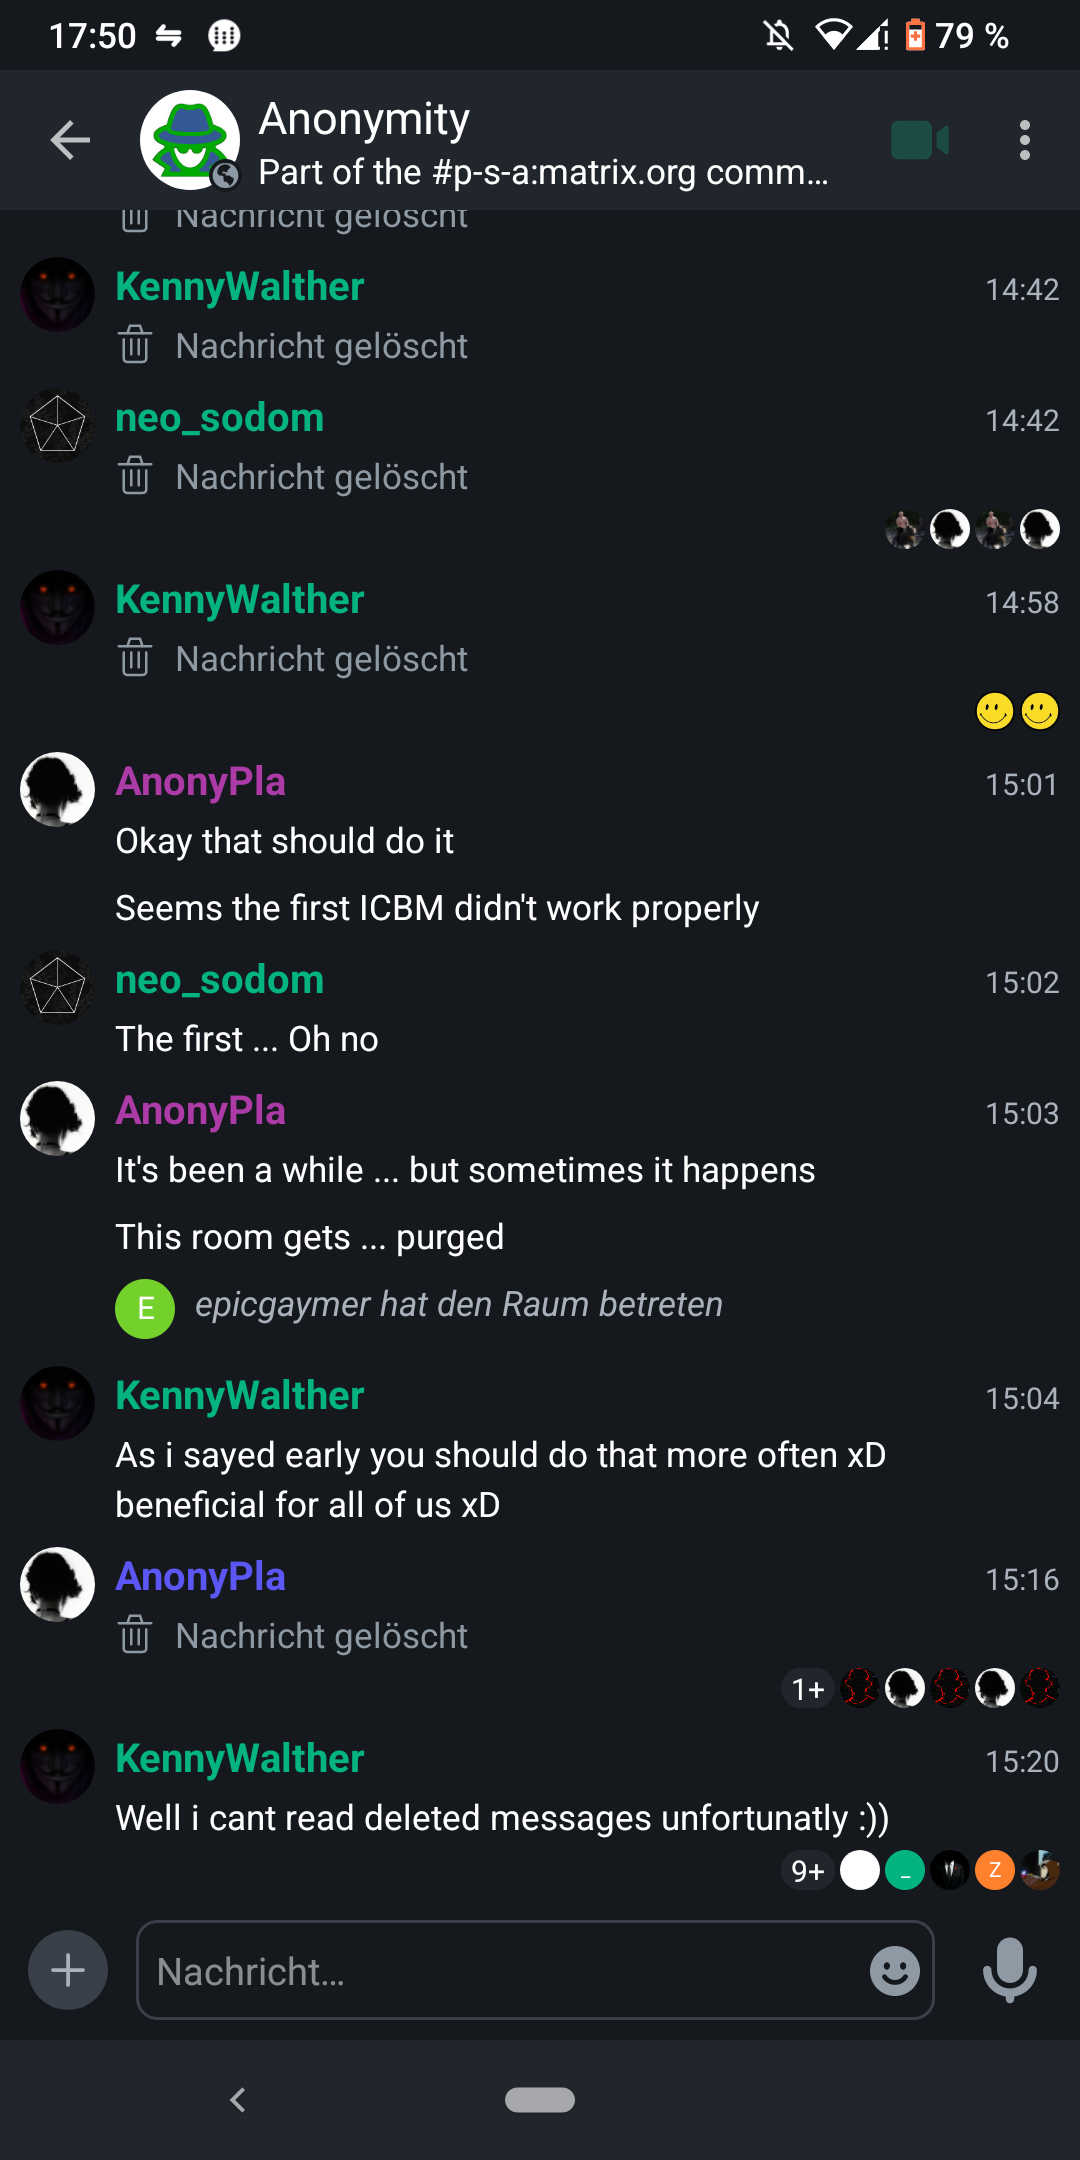 17:50
79 %
Anonymity
Part of the #p-s-a:matrix.org comm...
Nachricht gelöscht
KennyWalther 14:42
Nachricht gelöscht
neo_sodom 14:42
Nachricht gelöscht
KennyWalther 14:58
Nachricht gelöscht
AnonyPla 15:01
Okay that should do it
Seems the first ICBM didn't work properly
neo_sodom 15:02
The first ... Oh no
AnonyPla 15:03
It's been a while ... but sometimes it happens
This room gets ... purged
E epicgaymer hat den Raum betreten
KennyWalther 15:04
As i sayed early you should do that more often xD
beneficial for all of us xD
AnonyPla 15:16
Nachricht gelöscht
1+
KennyWalther 15:20
Well i cant read deleted messages unfortunatly :))
9+ _ Z
Nachricht...